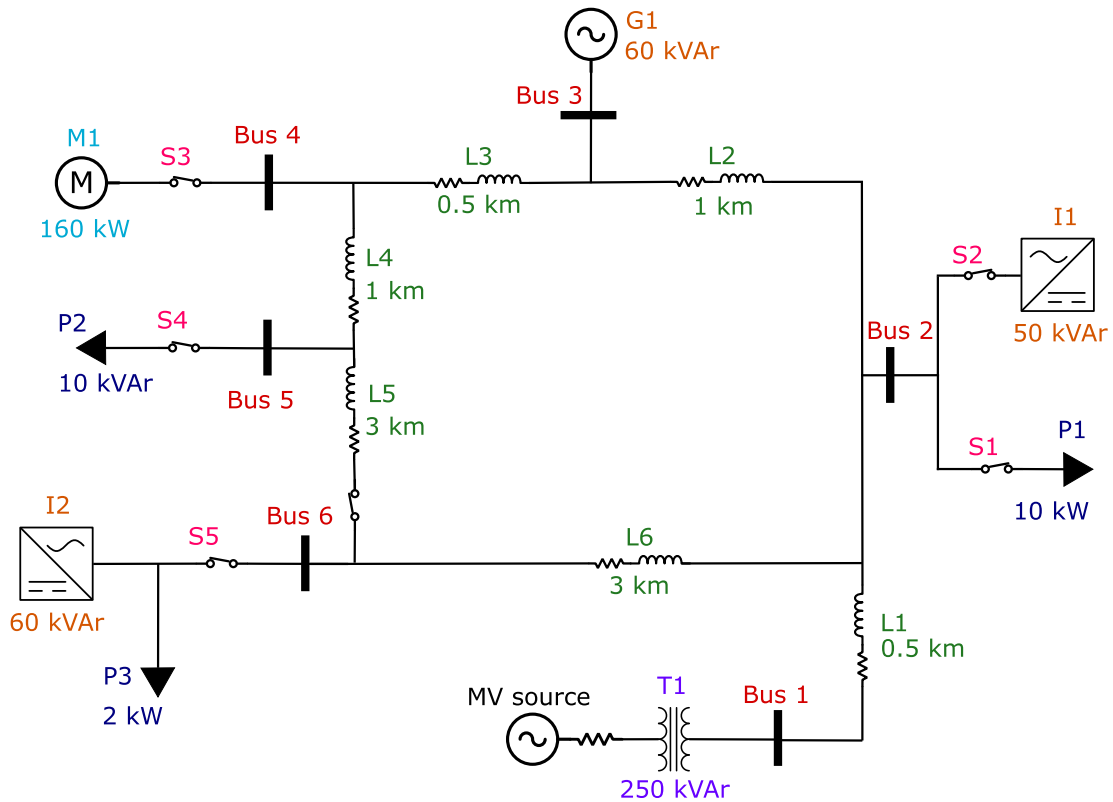 G1
60 kVAr
Bus 3
M1
S3
Bus 4
M
160 kW
L3
0.5 km
L2
1 km
L4
1 km
I1
S2
50 kVAr
P2
S4
10 kVAr
Bus 5
Bus 2
L5
3 km
P1
S1
10 kW
I2
S5
Bus 6
60 kVAr
L6
3 km
L1
0.5 km
P3
2 kW
MV source
T1
Bus 1
250 kVAr